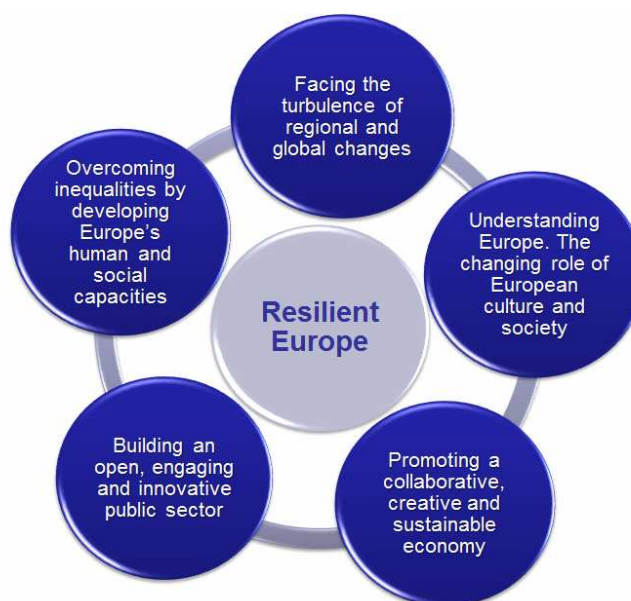 Facing the
turbulence of
regional and
global changes
Understanding
Europe. The
changing role of
European
culture and
society
Promoting a
collaborative,
creative and
sustainable
economy
Building an
open, engaging
and innovative
public sector
Overcoming
inequalities by
developing
Europe’s
human and
social
capacities
Resilient
Europe